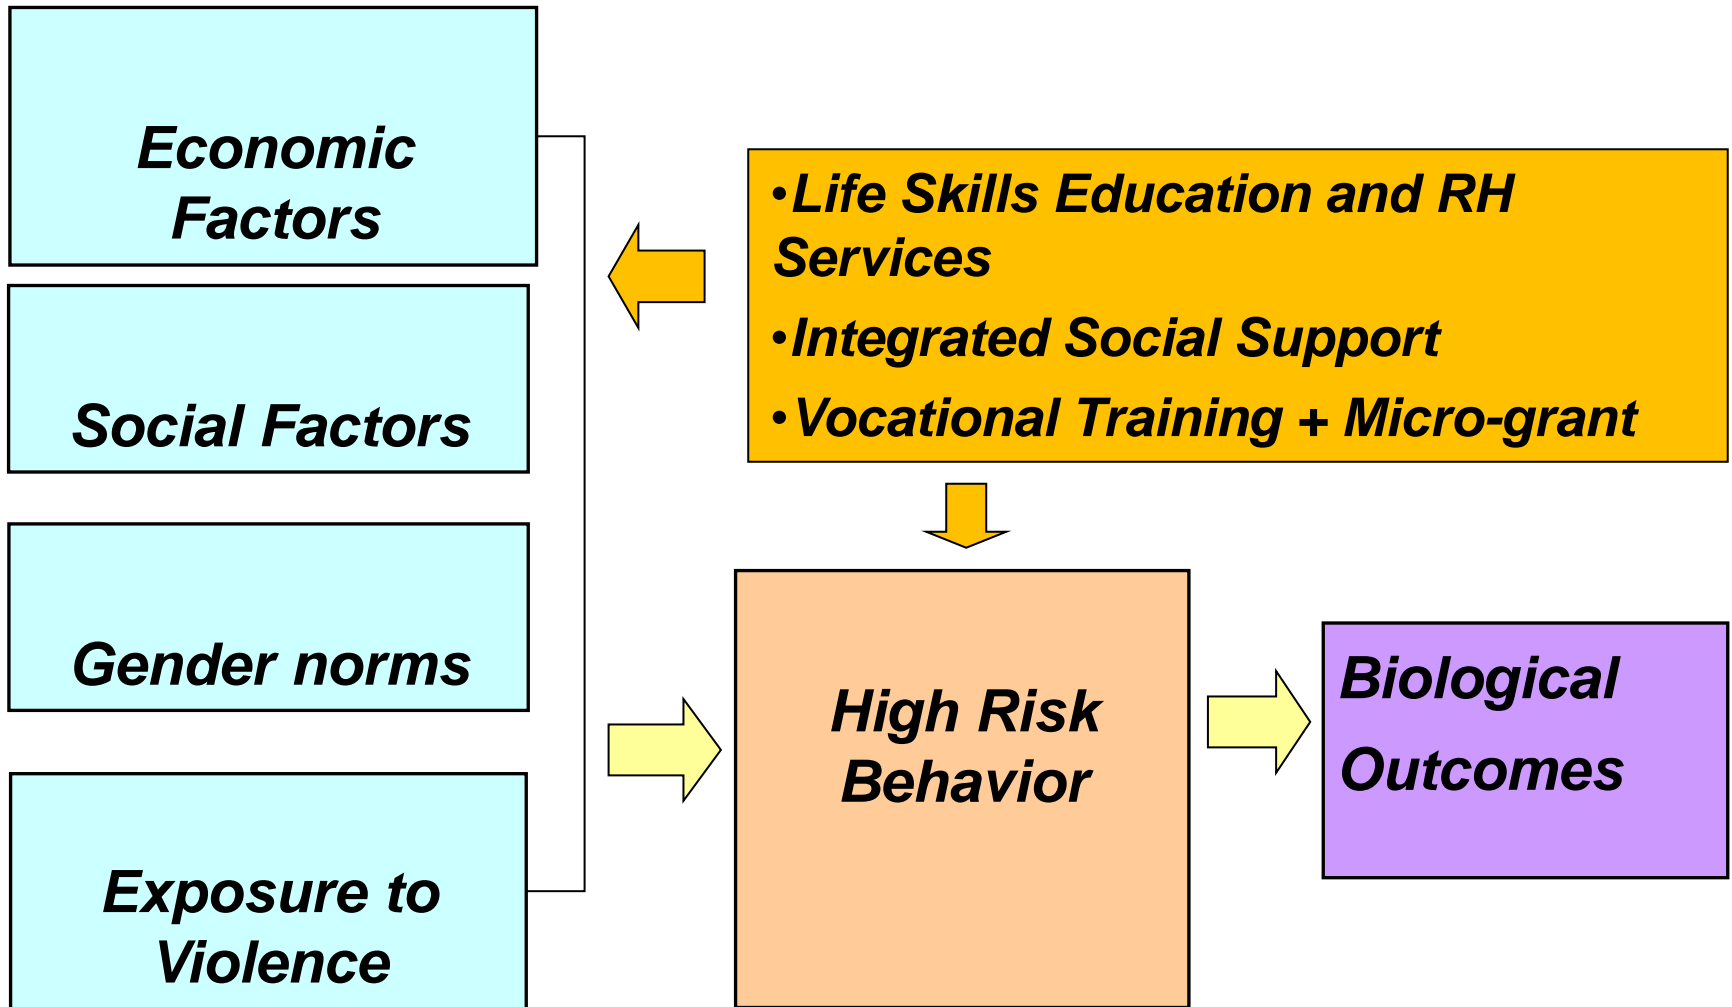 Economic
Factors
Social Factors
Gender norms
Exposure to
Violence
•Life Skills Education and RH
Services
•Integrated Social Support
•Vocational Training + Micro-grant
High Risk
Behavior
Biological
Outcomes